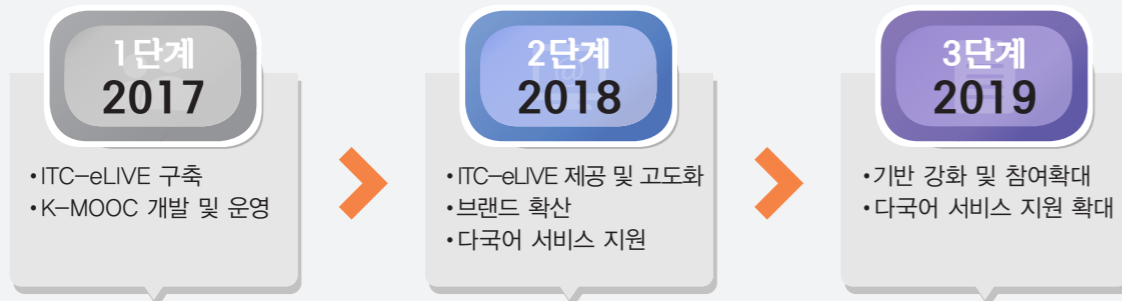 1단계
2017
•ITC-eLIVE 구축
•K-MOOC 개발 및 운영
2단계
2018
•ITC-eLIVE 제공 및 고도화
•브랜드 확산
•다국어 서비스 지원
3단계
2019
•기반 강화 및 참여확대
•다국어 서비스 지원 확대